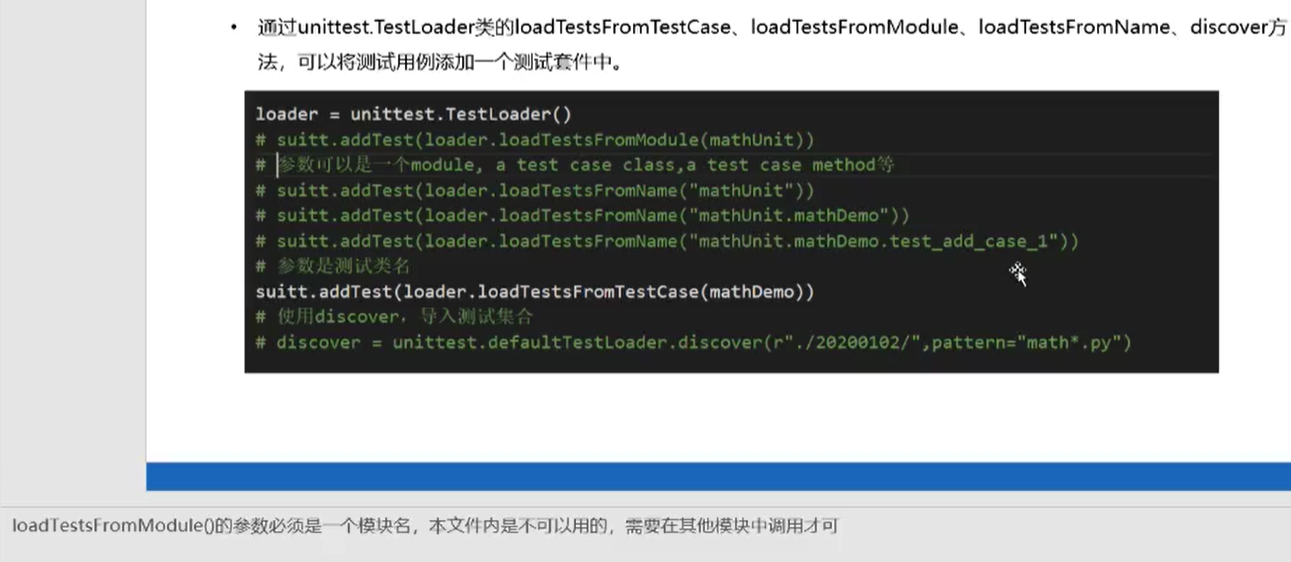 • 通过unittest.TestLoader类的loadTestsFromTestCase、loadTestsFromModule、loadTestsFromName、discover方
法，可以将测试用例添加一个测试套件中。
loader = unittest.TestLoader()
# suitt.addTest(loader.loadTestsFromModule(mathUnit))
# 参数可以是一个module, a test case class,a test case method等
# suitt.addTest(loader.loadTestsFromName("mathUnit"))
# suitt.addTest(loader.loadTestsFromName("mathUnit.mathDemo"))
# suitt.addTest(loader.loadTestsFromName("mathUnit.mathDemo.test_add_case_1"))
# 参数是测试类名
suitt.addTest(loader.loadTestsFromTestCase(mathDemo))
# 使用discover，导入测试集合
# discover = unittest.defaultTestLoader.discover(r"./20200102/",pattern="math*.py")
loadTestsFromModule()的参数必须是一个模块名，本文件内是不可以用的，需要在其他模块中调用才可